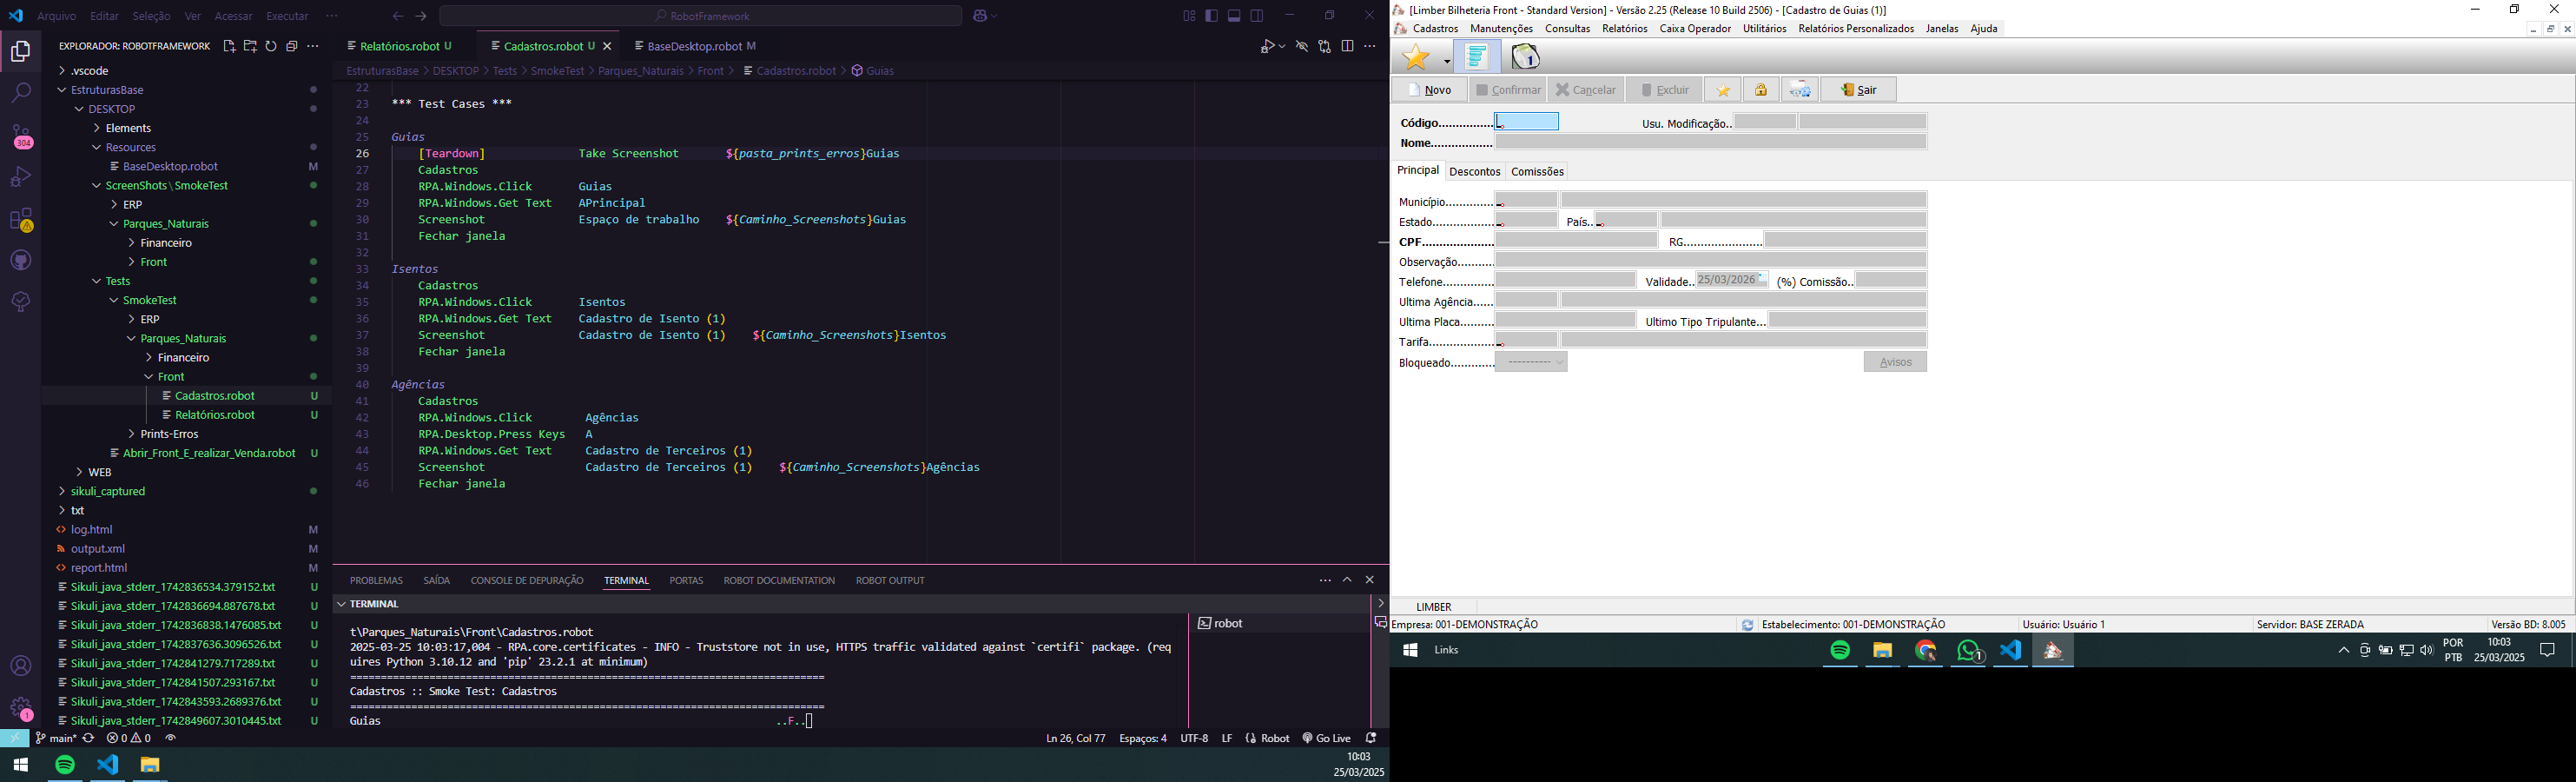 Arquivo Editar Seleção Ver Acessar Executar ···
RobotFramework
EXPLORADOR: ROBOTFRAMEWORK
.vscode
EstruturasBase
DESKTOP
Elements
Resources
BaseDesktop.robot M
ScreenShots\SmokeTest
ERP
Parques_Naturais
Financeiro
Front
Tests
SmokeTest
ERP
Parques_Naturais
Financeiro
Front
Cadastros.robot U
Relatórios.robot U
Prints-Erros
Abrir_Front_E_realizar_Venda.robot U
WEB
sikuli_captured
txt
log.html M
output.xml M
report.html M
Sikuli_java_stderr_1742836534.379152.txt U
Sikuli_java_stderr_1742836694.887678.txt U
Sikuli_java_stderr_1742836838.1476085.txt U
Sikuli_java_stderr_1742837636.3096526.txt U
Sikuli_java_stderr_1742841279.717289.txt U
Sikuli_java_stderr_1742841507.293167.txt U
Sikuli_java_stderr_1742843593.2689376.txt U
Sikuli_java_stderr_1742849607.3010445.txt U
304
1
Relatórios.robot U
Cadastros.robot U
BaseDesktop.robot M
EstruturasBase > DESKTOP > Tests > SmokeTest > Parques_Naturais > Front > Cadastros.robot > Guias
22
23 *** Test Cases ***
24
25 Guias
26 [Teardown] Take Screenshot ${pasta_prints_erros}Guias
27 Cadastros
28 RPA.Windows.Click Guias
29 RPA.Windows.Get Text APrincipal
30 Screenshot Espaço de trabalho ${Caminho_Screenshots}Guias
31 Fechar janela
32
33 Isentos
34 Cadastros
35 RPA.Windows.Click Isentos
36 RPA.Windows.Get Text Cadastro de Isento (1)
37 Screenshot Cadastro de Isento (1) ${Caminho_Screenshots}Isentos
38 Fechar janela
39
40 Agências
41 Cadastros
42 RPA.Windows.Click Agências
43 RPA.Desktop.Press Keys A
44 RPA.Windows.Get Text Cadastro de Terceiros (1)
45 Screenshot Cadastro de Terceiros (1) ${Caminho_Screenshots}Agências
46 Fechar janela
PROBLEMAS SAÍDA CONSOLE DE DEPURAÇÃO TERMINAL PORTAS ROBOT DOCUMENTATION ROBOT OUTPUT
TERMINAL
robot
t\Parques_Naturais\Front\Cadastros.robot
2025-03-25 10:03:17,004 - RPA.core.certificates - INFO - Truststore not in use, HTTPS traffic validated against `certifi` package. (req
uires Python 3.10.12 and 'pip' 23.2.1 at minimum)
==============================================================================
Cadastros :: Smoke Test: Cadastros
==============================================================================
Guias ..F..
main* 0 0 Ln 26, Col 77 Espaços: 4 UTF-8 LF Robot Go Live
10:03
25/03/2025
[Limber Bilheteria Front - Standard Version] - Versão 2.25 (Release 10 Build 2506) - [Cadastro de Guias (1)]
Cadastros Manutenções Consultas Relatórios Caixa Operador Utilitários Relatórios Personalizados Janelas Ajuda
1
Novo Confirmar Cancelar Excluir Sair
Código................ Usu. Modificação..
Nome..................
Principal Descontos Comissões
Município..............
Estado.................. País..
CPF..................... RG........................
Observação...........
Telefone............... Validade.. 25/03/2026 (%) Comissão..
Ultima Agência......
Ultima Placa.......... Ultimo Tipo Tripulante...
Tarifa....................
Bloqueado............. ---------- Avisos
LIMBER
Empresa: 001-DEMONSTRAÇÃO Estabelecimento: 001-DEMONSTRAÇÃO Usuário: Usuário 1 Servidor: BASE ZERADA Versão BD: 8.005
Links
1
POR
PTB
10:03
25/03/2025